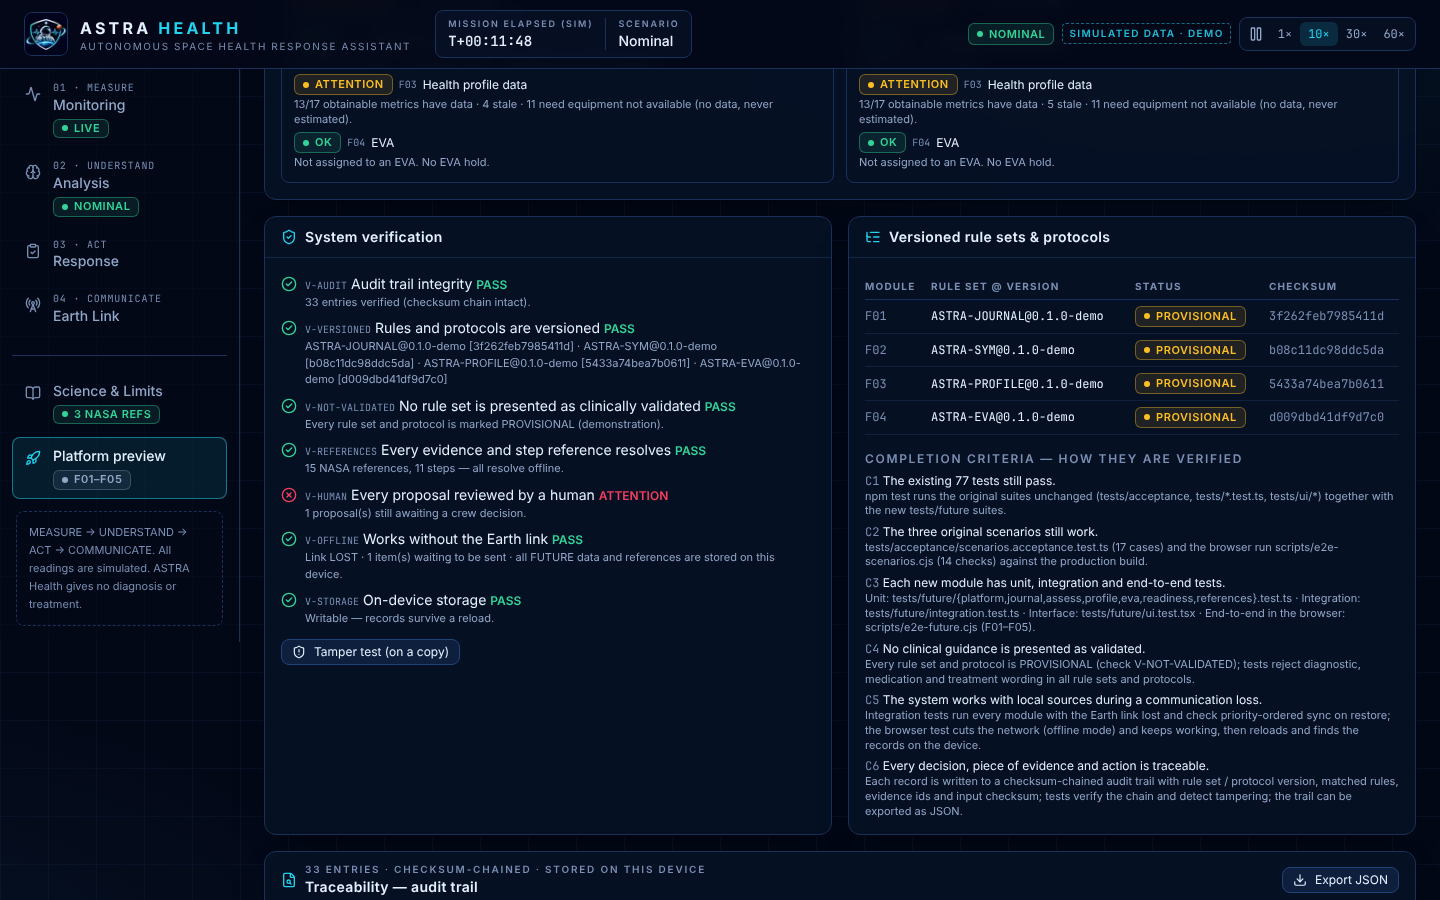 ASTRA HEALTH
AUTONOMOUS SPACE HEALTH RESPONSE ASSISTANT
MISSION ELAPSED (SIM)
T+00:11:48
SCENARIO
Nominal
NOMINAL
SIMULATED DATA · DEMO
1×
10×
30×
60×
01 · MEASURE
Monitoring
LIVE
02 · UNDERSTAND
Analysis
NOMINAL
03 · ACT
Response
04 · COMMUNICATE
Earth Link
Science & Limits
3 NASA REFS
Platform preview
F01–F05
MEASURE → UNDERSTAND →
ACT → COMMUNICATE. All
readings are simulated. ASTRA
Health gives no diagnosis or
treatment.
ATTENTION F03 Health profile data
13/17 obtainable metrics have data · 4 stale · 11 need equipment not available (no data, never
estimated).
OK F04 EVA
Not assigned to an EVA. No EVA hold.
ATTENTION F03 Health profile data
13/17 obtainable metrics have data · 5 stale · 11 need equipment not available (no data, never
estimated).
OK F04 EVA
Not assigned to an EVA. No EVA hold.
System verification
V-AUDIT Audit trail integrity PASS
33 entries verified (checksum chain intact).
V-VERSIONED Rules and protocols are versioned PASS
ASTRA-JOURNAL@0.1.0-demo [3f262feb7985411d] · ASTRA-SYM@0.1.0-demo
[b08c11dc98ddc5da] · ASTRA-PROFILE@0.1.0-demo [5433a74bea7b0611] · ASTRA-EVA@0.1.0-
demo [d009dbd41df9d7c0]
V-NOT-VALIDATED No rule set is presented as clinically validated PASS
Every rule set and protocol is marked PROVISIONAL (demonstration).
V-REFERENCES Every evidence and step reference resolves PASS
15 NASA references, 11 steps — all resolve offline.
V-HUMAN Every proposal reviewed by a human ATTENTION
1 proposal(s) still awaiting a crew decision.
V-OFFLINE Works without the Earth link PASS
Link LOST · 1 item(s) waiting to be sent · all FUTURE data and references are stored on this
device.
V-STORAGE On-device storage PASS
Writable — records survive a reload.
Tamper test (on a copy)
Versioned rule sets & protocols
MODULE RULE SET @ VERSION STATUS CHECKSUM
F01 ASTRA-JOURNAL@0.1.0-demo PROVISIONAL 3f262feb7985411d
F02 ASTRA-SYM@0.1.0-demo PROVISIONAL b08c11dc98ddc5da
F03 ASTRA-PROFILE@0.1.0-demo PROVISIONAL 5433a74bea7b0611
F04 ASTRA-EVA@0.1.0-demo PROVISIONAL d009dbd41df9d7c0
COMPLETION CRITERIA — HOW THEY ARE VERIFIED
C1 The existing 77 tests still pass.
npm test runs the original suites unchanged (tests/acceptance, tests/*.test.ts, tests/ui/*) together with
the new tests/future suites.
C2 The three original scenarios still work.
tests/acceptance/scenarios.acceptance.test.ts (17 cases) and the browser run scripts/e2e-
scenarios.cjs (14 checks) against the production build.
C3 Each new module has unit, integration and end-to-end tests.
Unit: tests/future/{platform,journal,assess,profile,eva,readiness,references}.test.ts · Integration:
tests/future/integration.test.ts · Interface: tests/future/ui.test.tsx · End-to-end in the browser:
scripts/e2e-future.cjs (F01–F05).
C4 No clinical guidance is presented as validated.
Every rule set and protocol is PROVISIONAL (check V-NOT-VALIDATED); tests reject diagnostic,
medication and treatment wording in all rule sets and protocols.
C5 The system works with local sources during a communication loss.
Integration tests run every module with the Earth link lost and check priority-ordered sync on restore;
the browser test cuts the network (offline mode) and keeps working, then reloads and finds the
records on the device.
C6 Every decision, piece of evidence and action is traceable.
Each record is written to a checksum-chained audit trail with rule set / protocol version, matched rules,
evidence ids and input checksum; tests verify the chain and detect tampering; the trail can be
exported as JSON.
33 ENTRIES · CHECKSUM-CHAINED · STORED ON THIS DEVICE
Traceability — audit trail
Export JSON